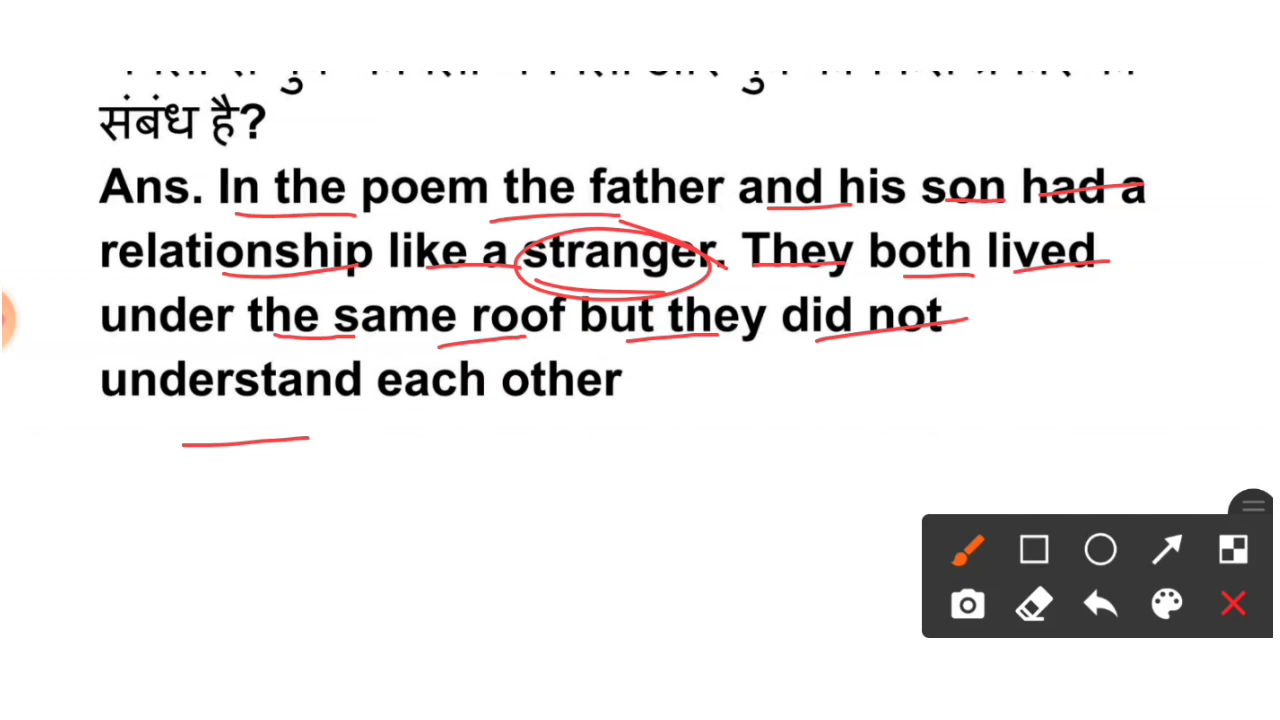 संबंध है?
Ans. In the poem the father and his son had a
relationship like a stranger. They both lived
under the same roof but they did not
understand each other